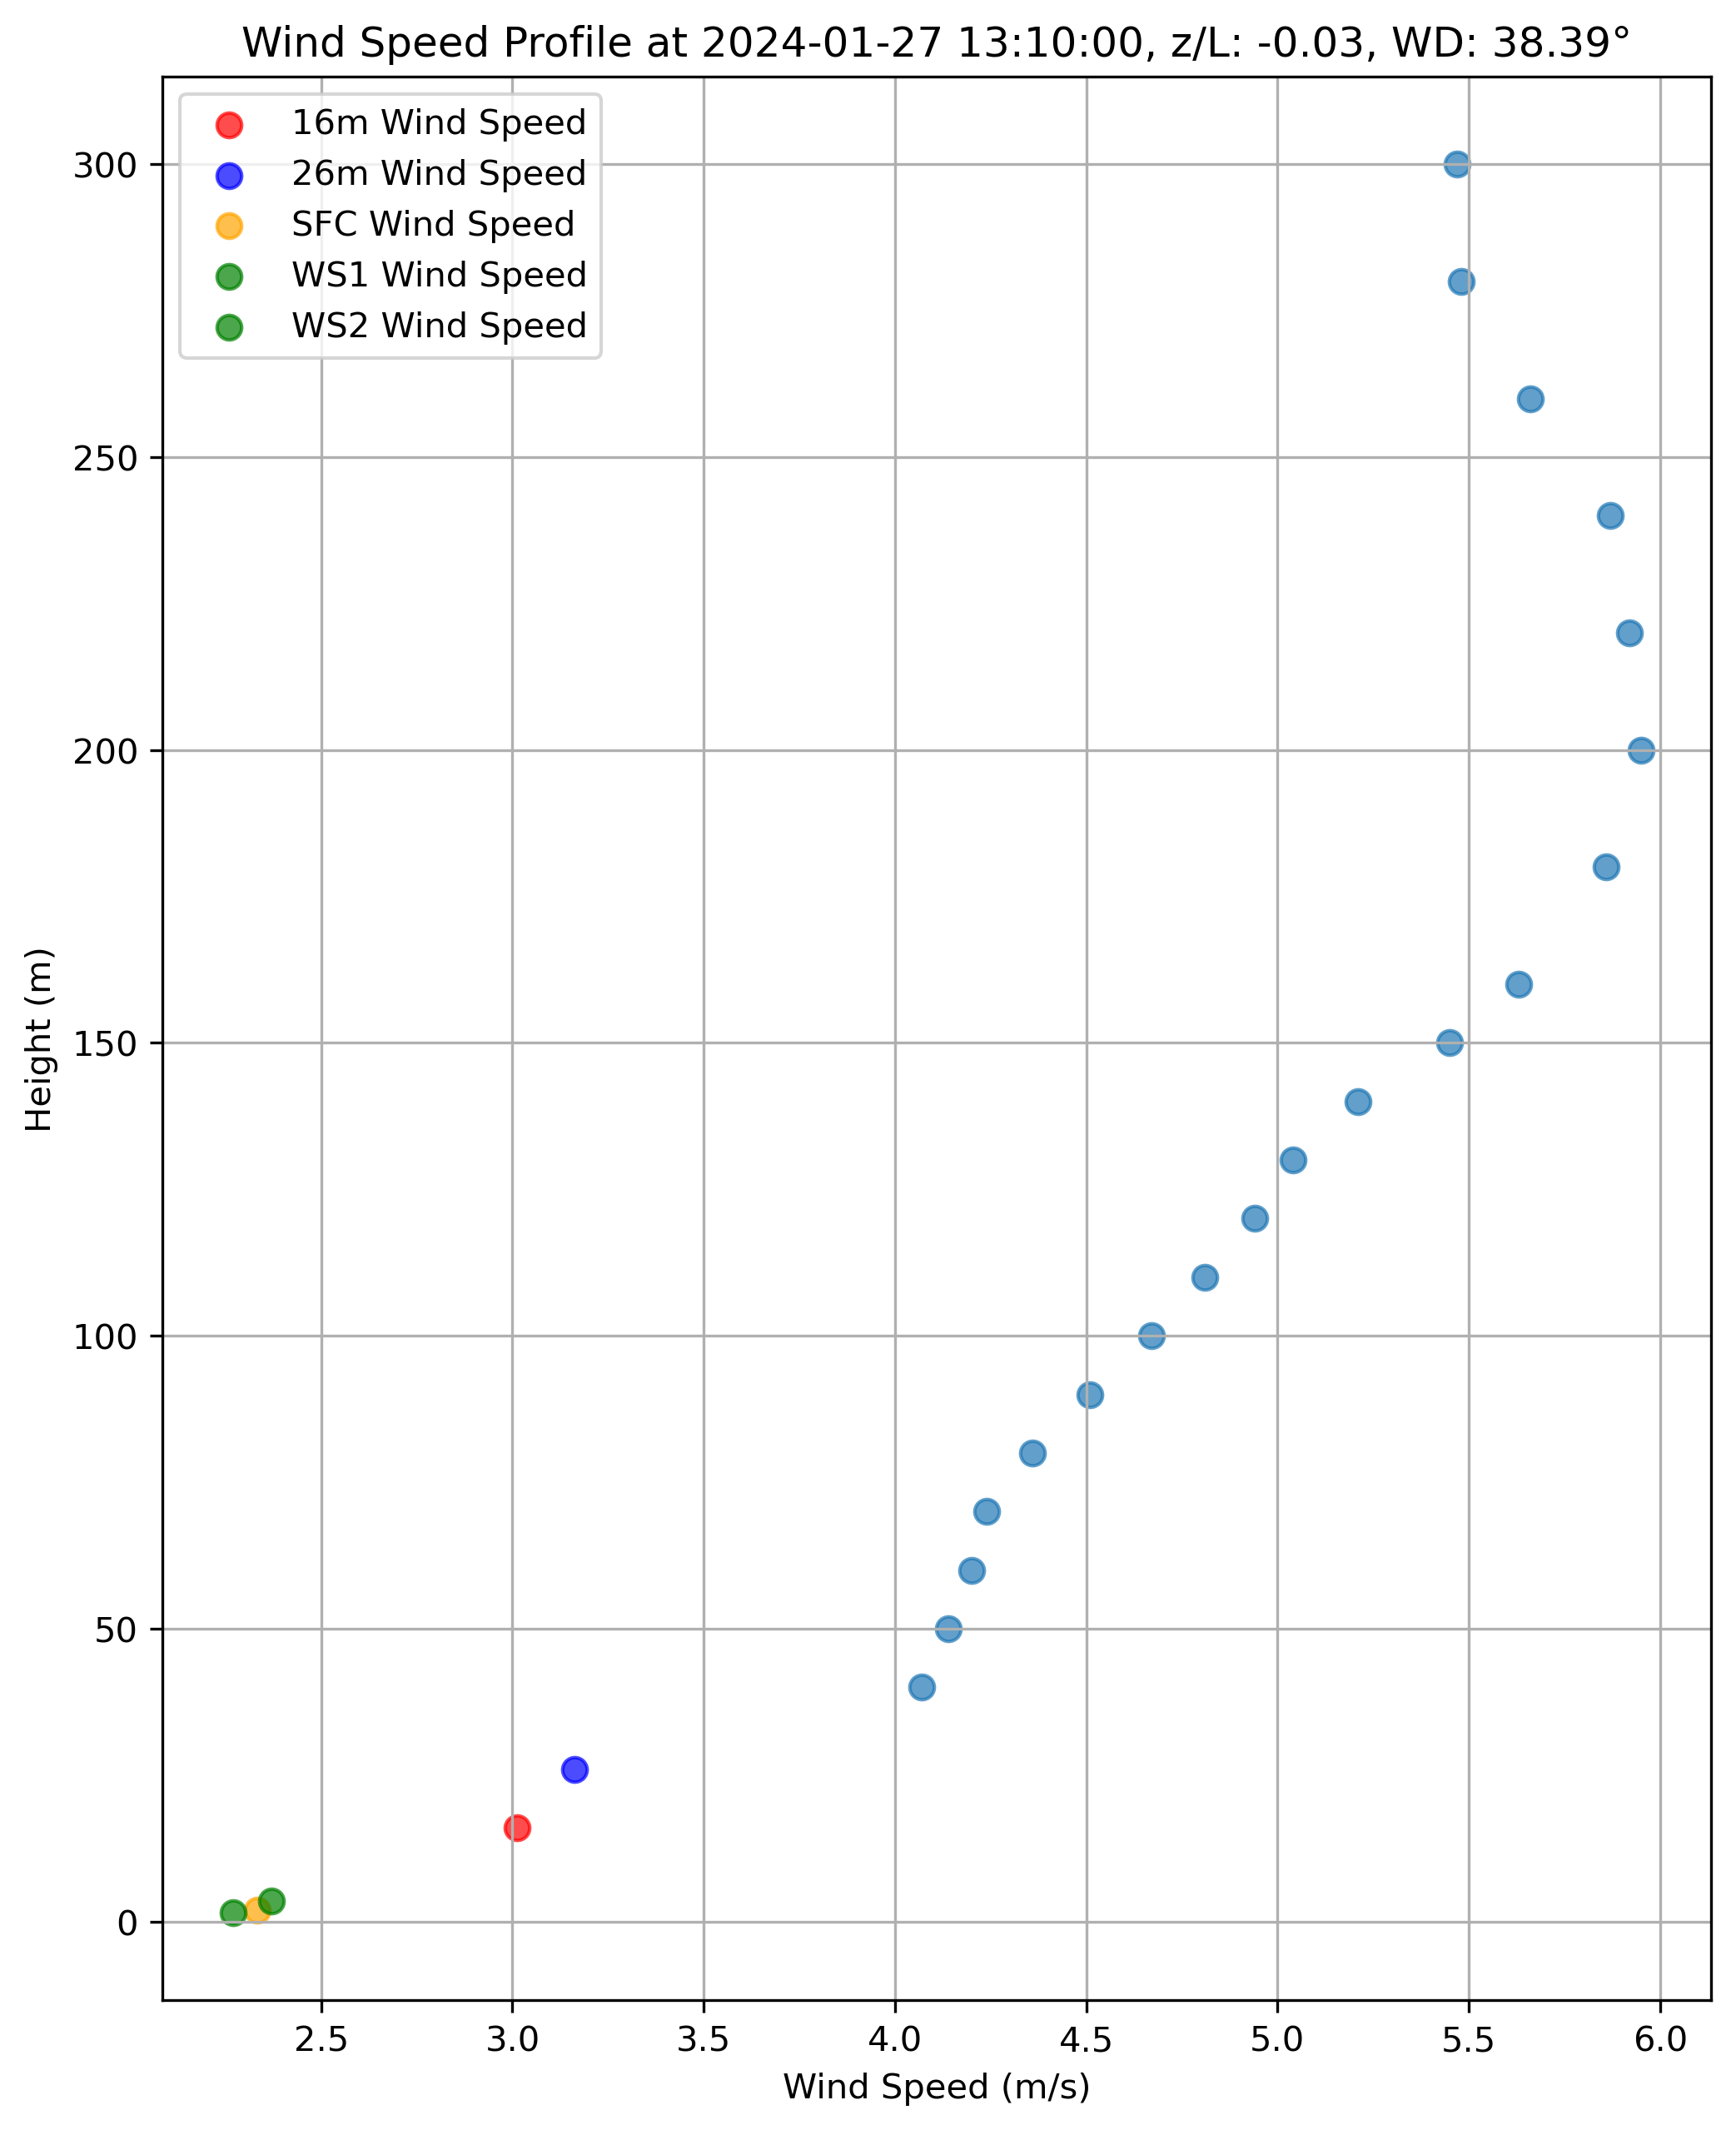 Wind Speed Profile at 2024-01-27 13:10:00, z/L: -0.03, WD: 38.39°
16m Wind Speed
26m Wind Speed
SFC Wind Speed
WS1 Wind Speed
WS2 Wind Speed
Height (m)
300
250
200
150
100
50
0
2.5 3.0 3.5 4.0 4.5 5.0 5.5 6.0
Wind Speed (m/s)